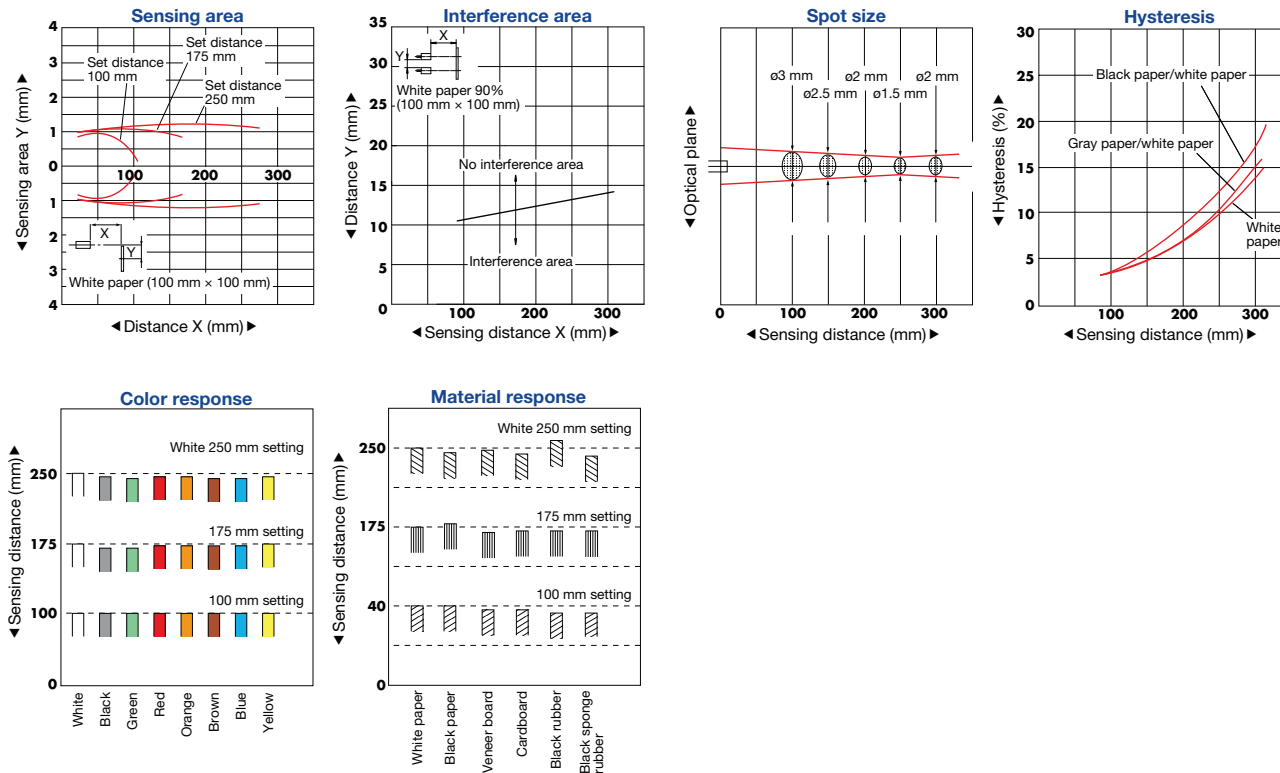 Sensing area
4
3
2
1
0
1
2
3
4
100
200
300
Set distance
100 mm
Set distance
175 mm
Set distance
250 mm
X
Y
White paper (100 mm × 100 mm)
◄ Sensing area Y (mm) ►
◄ Distance X (mm) ►
Interference area
35
30
25
20
15
10
5
0
100
200
300
X
Y
White paper 90%
(100 mm × 100 mm)
No interference area
Interference area
◄ Distance Y (mm) ►
◄ Sensing distance X (mm) ►
Spot size
ø3 mm
ø2 mm
ø2 mm
ø2.5 mm
ø1.5 mm
◄ Optical plane ►
0
100
200
300
◄ Sensing distance (mm) ►
Hysteresis
30
25
20
15
10
5
0
100
200
300
Black paper/white paper
Gray paper/white paper
White
paper
◄ Hysteresis (%) ►
◄ Sensing distance (mm) ►
Color response
White 250 mm setting
250
175 mm setting
175
100 mm setting
100
0
◄ Sensing distance (mm) ►
White
Black
Green
Red
Orange
Brown
Blue
Yellow
Material response
White 250 mm setting
250
175 mm setting
175
100 mm setting
40
0
◄ Sensing distance (mm) ►
White paper
Black paper
Veneer board
Cardboard
Black rubber
Black sponge
rubber